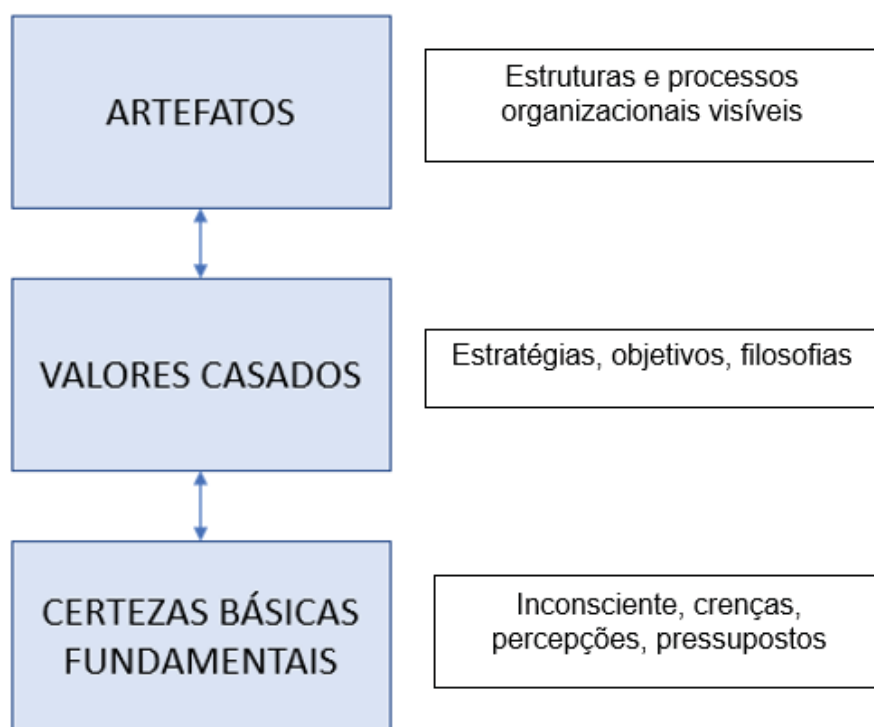 ARTEFATOS
Estruturas e processos
organizacionais visíveis
VALORES CASADOS
Estratégias, objetivos, filosofias
CERTEZAS BÁSICAS
FUNDAMENTAIS
Inconsciente, crenças,
percepções, pressupostos